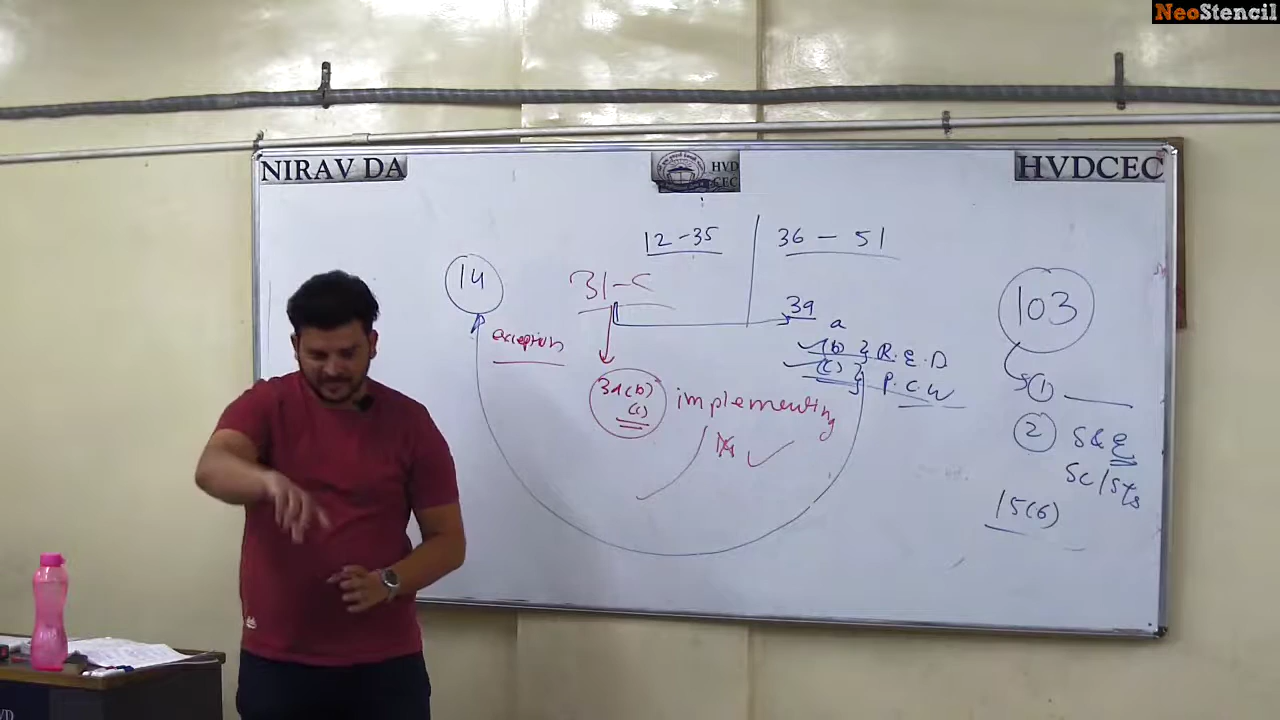 NeoStencil
NIRAV DA
HVD
CEC
HVDCEC
12-35
36 - 51
14
31-C
exception
39
a
(b)
R.E.D
(c)
P.C.W
39(b)
(c)
implementing
103
S(1)
2
S&E
SC/STs
15(6)